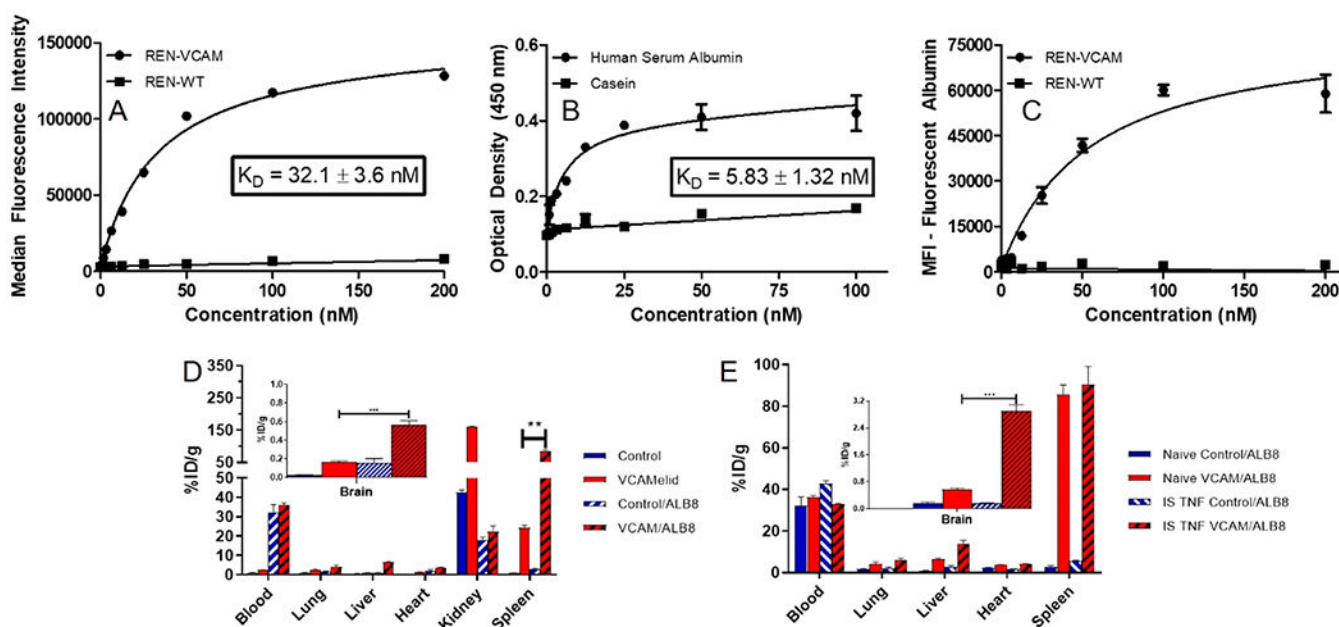 A
Median Fluorescence Intensity
150000
100000
50000
0
REN-VCAM
REN-WT
K_D = 32.1 ± 3.6 nM
0 50 100 150 200
Concentration (nM)
B
Optical Density (450 nm)
0.6
0.4
0.2
0.0
Human Serum Albumin
Casein
K_D = 5.83 ± 1.32 nM
0 25 50 75 100
Concentration (nM)
C
MFI - Fluorescent Albumin
75000
60000
45000
30000
15000
0
REN-VCAM
REN-WT
0 50 100 150 200
Concentration (nM)
D
%ID/g
350
250
150
50
40
30
20
10
0
%ID/g
1.0
0.8
0.6
0.4
0.2
0.0
***
Brain
**
Blood Lung Liver Heart Kidney Spleen
Control
VCAMelid
Control/ALB8
VCAM/ALB8
E
%ID/g
100
80
60
40
20
0
%ID/g
3.2
2.4
1.6
0.8
0.0
***
Brain
Blood Lung Liver Heart Spleen
Naive Control/ALB8
Naive VCAM/ALB8
IS TNF Control/ALB8
IS TNF VCAM/ALB8